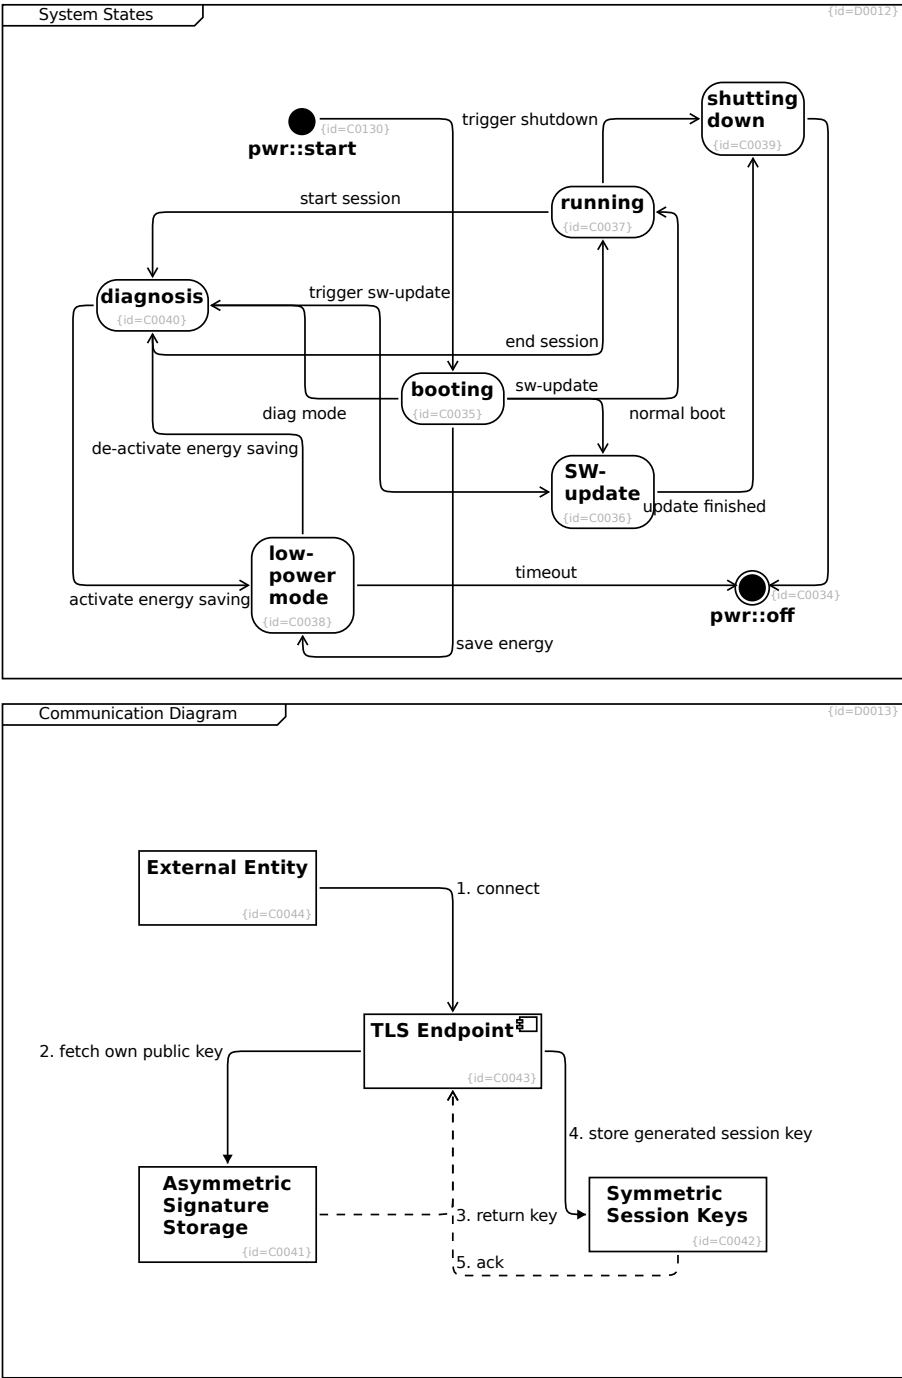 System States
{id=D0012}
shutting
down
{id=C0039}
trigger shutdown
{id=C0130}
pwr::start
running
{id=C0037}
start session
diagnosis
{id=C0040}
trigger sw-update
end session
booting
{id=C0035}
sw-update
diag mode
normal boot
de-activate energy saving
SW-
update
{id=C0036}
update finished
low-
power
mode
{id=C0038}
timeout
activate energy saving
{id=C0034}
pwr::off
save energy
Communication Diagram
{id=D0013}
External Entity
{id=C0044}
1. connect
TLS Endpoint
{id=C0043}
2. fetch own public key
4. store generated session key
Asymmetric
Signature
Storage
{id=C0041}
3. return key
Symmetric
Session Keys
{id=C0042}
5. ack